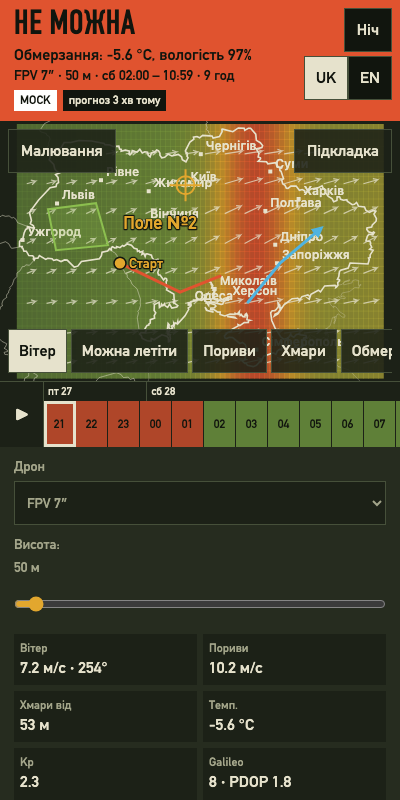 НЕ МОЖНА
Ніч
Обмерзання: -5.6 °C, вологість 97%
FPV 7″ · 50 м · сб 02:00 – 10:59 · 9 год
UK EN
МОСК прогноз 3 хв тому
Малювання
Підкладка
Чернігів
Київ
Львів
Харків
Полтава
Ужгород
Поле №2
Дніпро
Запоріжжя
Старт
Миколаїв
Херсон
Одеса
Вітер Можна летіти Пориви Хмари
пт 27 сб 28
21 22 23 00 01 02 03 04 05 06 07
Дрон
FPV 7″
Висота:
50 м
Вітер Пориви
7.2 м/с · 254° 10.2 м/с
Хмари від Темп.
53 м -5.6 °C
Kp Galileo
2.3 8 · PDOP 1.8